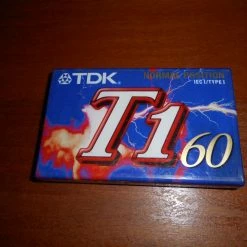 TDK
NORMAL POSITION
IEC I/TYPE I
T1 60